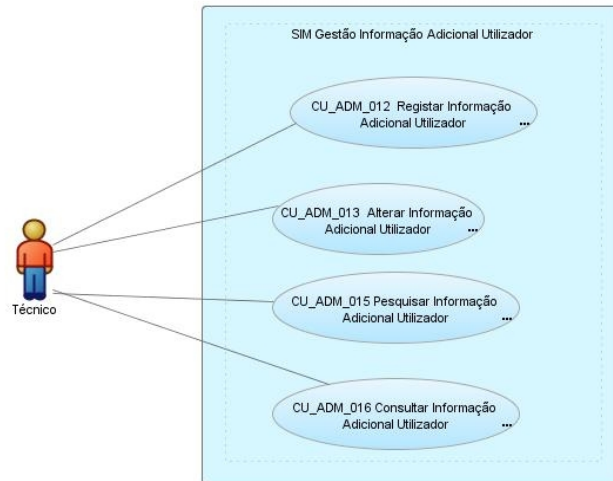 SIM Gestão Informação Adicional Utilizador
CU_ADM_012 Registar Informação
Adicional Utilizador
...
CU_ADM_013 Alterar Informação
Adicional Utilizador
...
Técnico
CU_ADM_015 Pesquisar Informação
Adicional Utilizador
...
CU_ADM_016 Consultar Informação
Adicional Utilizador
...